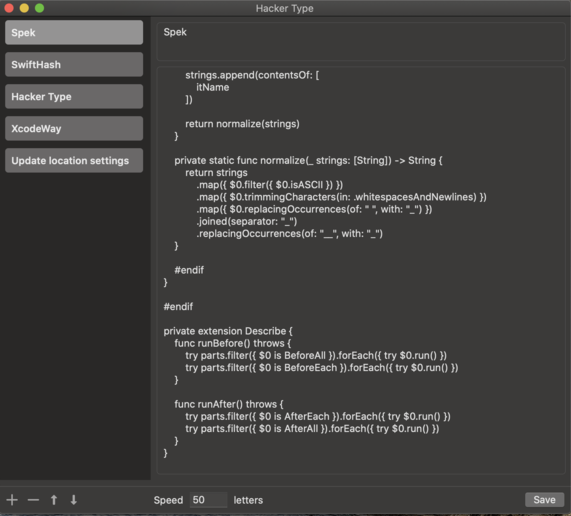 Hacker Type
Spek
SwiftHash
Hacker Type
XcodeWay
Update location settings
Spek
strings.append(contentsOf: [
itName
])
return normalize(strings)
}
private static func normalize(_ strings: [String]) -> String {
return strings
.map({ $0.filter({ $0.isASCII }) })
.map({ $0.trimmingCharacters(in: .whitespacesAndNewlines) })
.map({ $0.replacingOccurrences(of: " ", with: "_") })
.joined(separator: "_")
.replacingOccurrences(of: "__", with: "_")
}
#endif
}
#endif
private extension Describe {
func runBefore() throws {
try parts.filter({ $0 is BeforeAll }).forEach({ try $0.run() })
try parts.filter({ $0 is BeforeEach }).forEach({ try $0.run() })
}
func runAfter() throws {
try parts.filter({ $0 is AfterEach }).forEach({ try $0.run() })
try parts.filter({ $0 is AfterAll }).forEach({ try $0.run() })
}
}
Speed 50 letters
Save